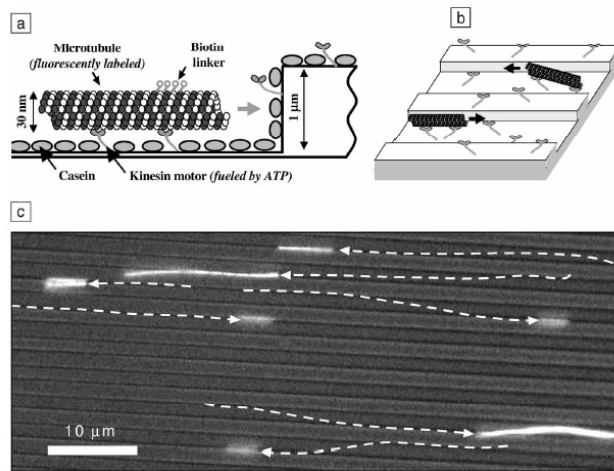 a
Microtubule
(fluorescently labeled)
Biotin
linker
30 nm
1 µm
Casein
Kinesin motor (fueled by ATP)
b
c
10 µm